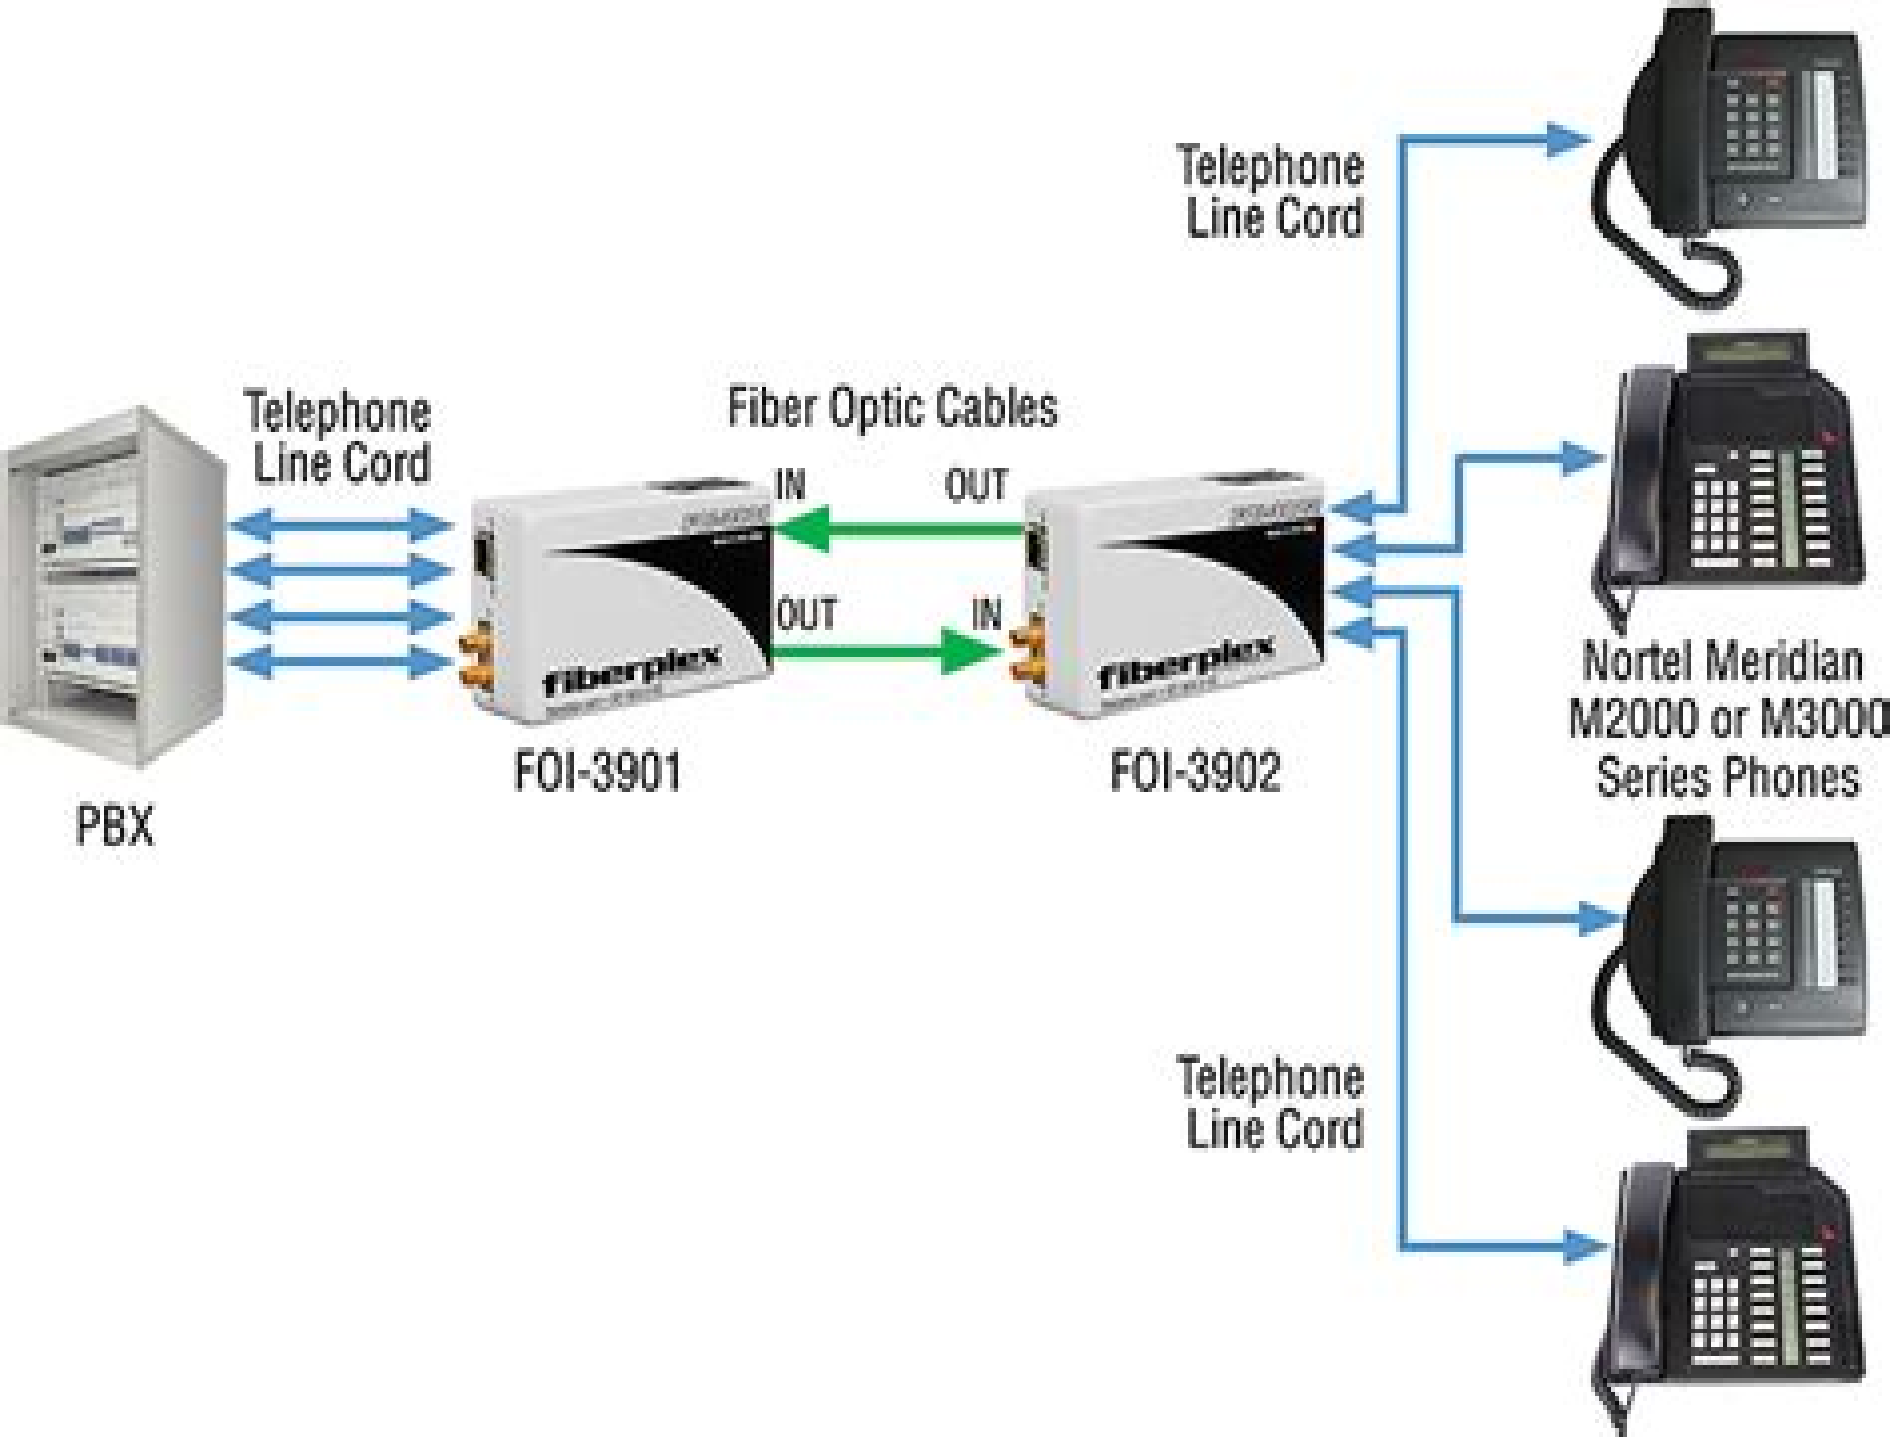 Telephone
Line Cord
Telephone
Line Cord
Fiber Optic Cables
IN
OUT
OUT
IN
fiberplex
fiberplex
FOI-3901
FOI-3902
PBX
Nortel Meridian
M2000 or M3000
Series Phones
Telephone
Line Cord